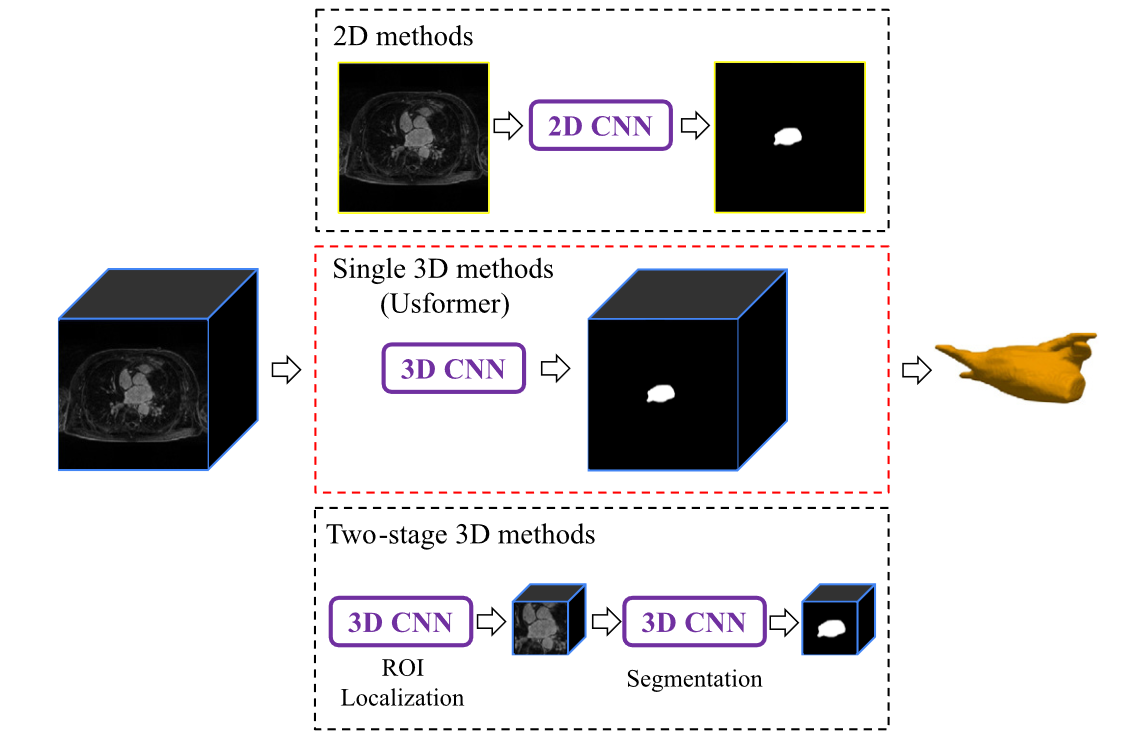 2D methods
2D CNN
Single 3D methods
(Usformer)
3D CNN
Two-stage 3D methods
3D CNN
3D CNN
ROI
Localization
Segmentation